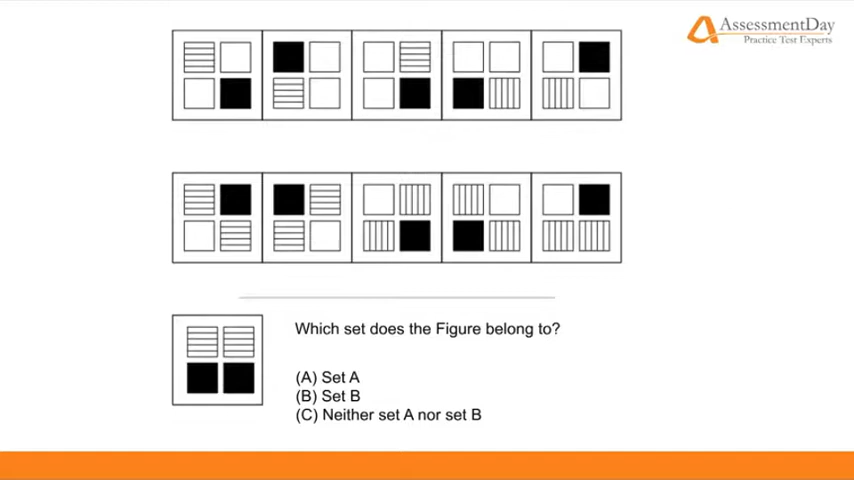 AssessmentDay
Practice Test Experts
Which set does the Figure belong to?
(A) Set A
(B) Set B
(C) Neither set A nor set B